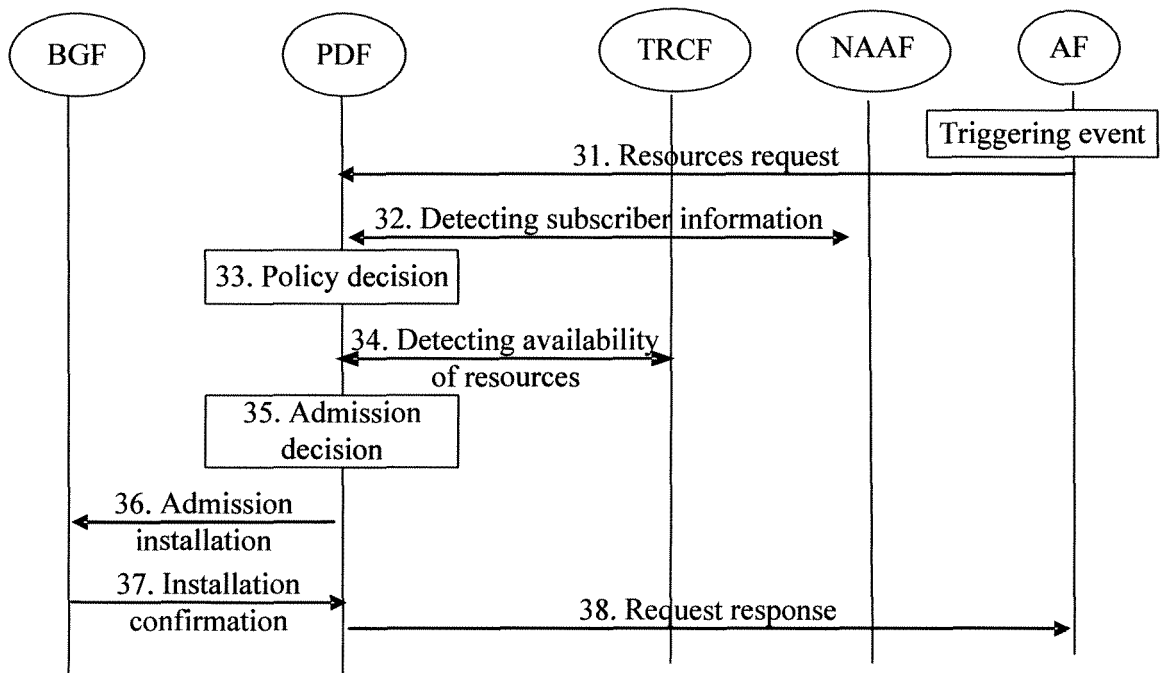 BGF
PDF
TRCF
NAAF
AF
Triggering event
31. Resources request
32. Detecting subscriber information
33. Policy decision
34. Detecting availability
of resources
35. Admission
decision
36. Admission
installation
37. Installation
confirmation
38. Request response